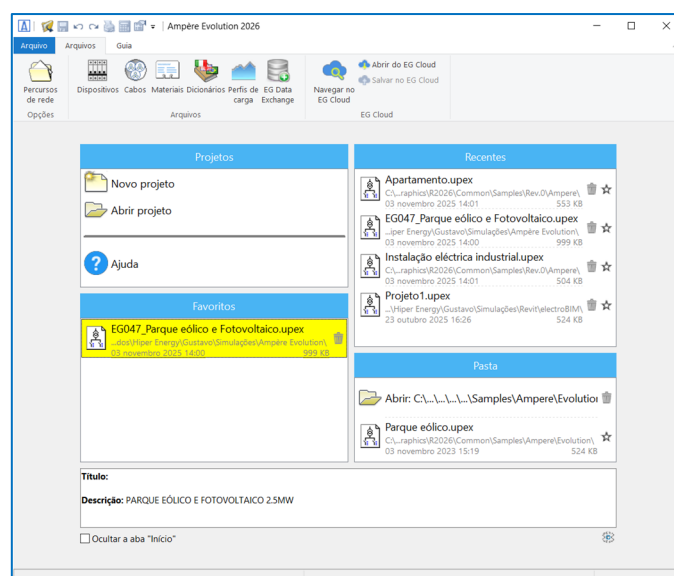 Ampère Evolution 2026
Arquivo Arquivos Guia
Percursos de rede
Dispositivos Cabos Materiais Dicionários Perfis de carga EG Data Exchange
Navegar no EG Cloud
Abrir do EG Cloud
Salvar no EG Cloud
Opções Arquivos EG Cloud
Projetos
Novo projeto
Abrir projeto
Ajuda
Favoritos
EG047_Parque eólico e Fotovoltaico.upex
...dos\Hiper Energy\Gustavo\Simulações\Ampère Evolution\
03 novembro 2025 14:00 999 KB
Recentes
Apartamento.upex
C:\...raphics\R2026\Common\Samples\Rev.0\Ampere\
03 novembro 2025 14:01 553 KB
EG047_Parque eólico e Fotovoltaico.upex
...iper Energy\Gustavo\Simulações\Ampère Evolution\
03 novembro 2025 14:00 999 KB
Instalação eléctrica industrial.upex
C:\...raphics\R2026\Common\Samples\Rev.0\Ampere\
03 novembro 2025 14:01 504 KB
Projeto1.upex
...\Hiper Energy\Gustavo\Simulações\Revit\electroBIM\
23 outubro 2025 16:26 524 KB
Pasta
Abrir: C:\...\...\...\...\Samples\Ampere\Evolution
Parque eólico.upex
C:\...raphics\R2026\Common\Samples\Ampere\Evolution\
03 novembro 2023 15:19 524 KB
Título:
Descrição: PARQUE EÓLICO E FOTOVOLTAICO 2.5MW
Ocultar a aba "Início"